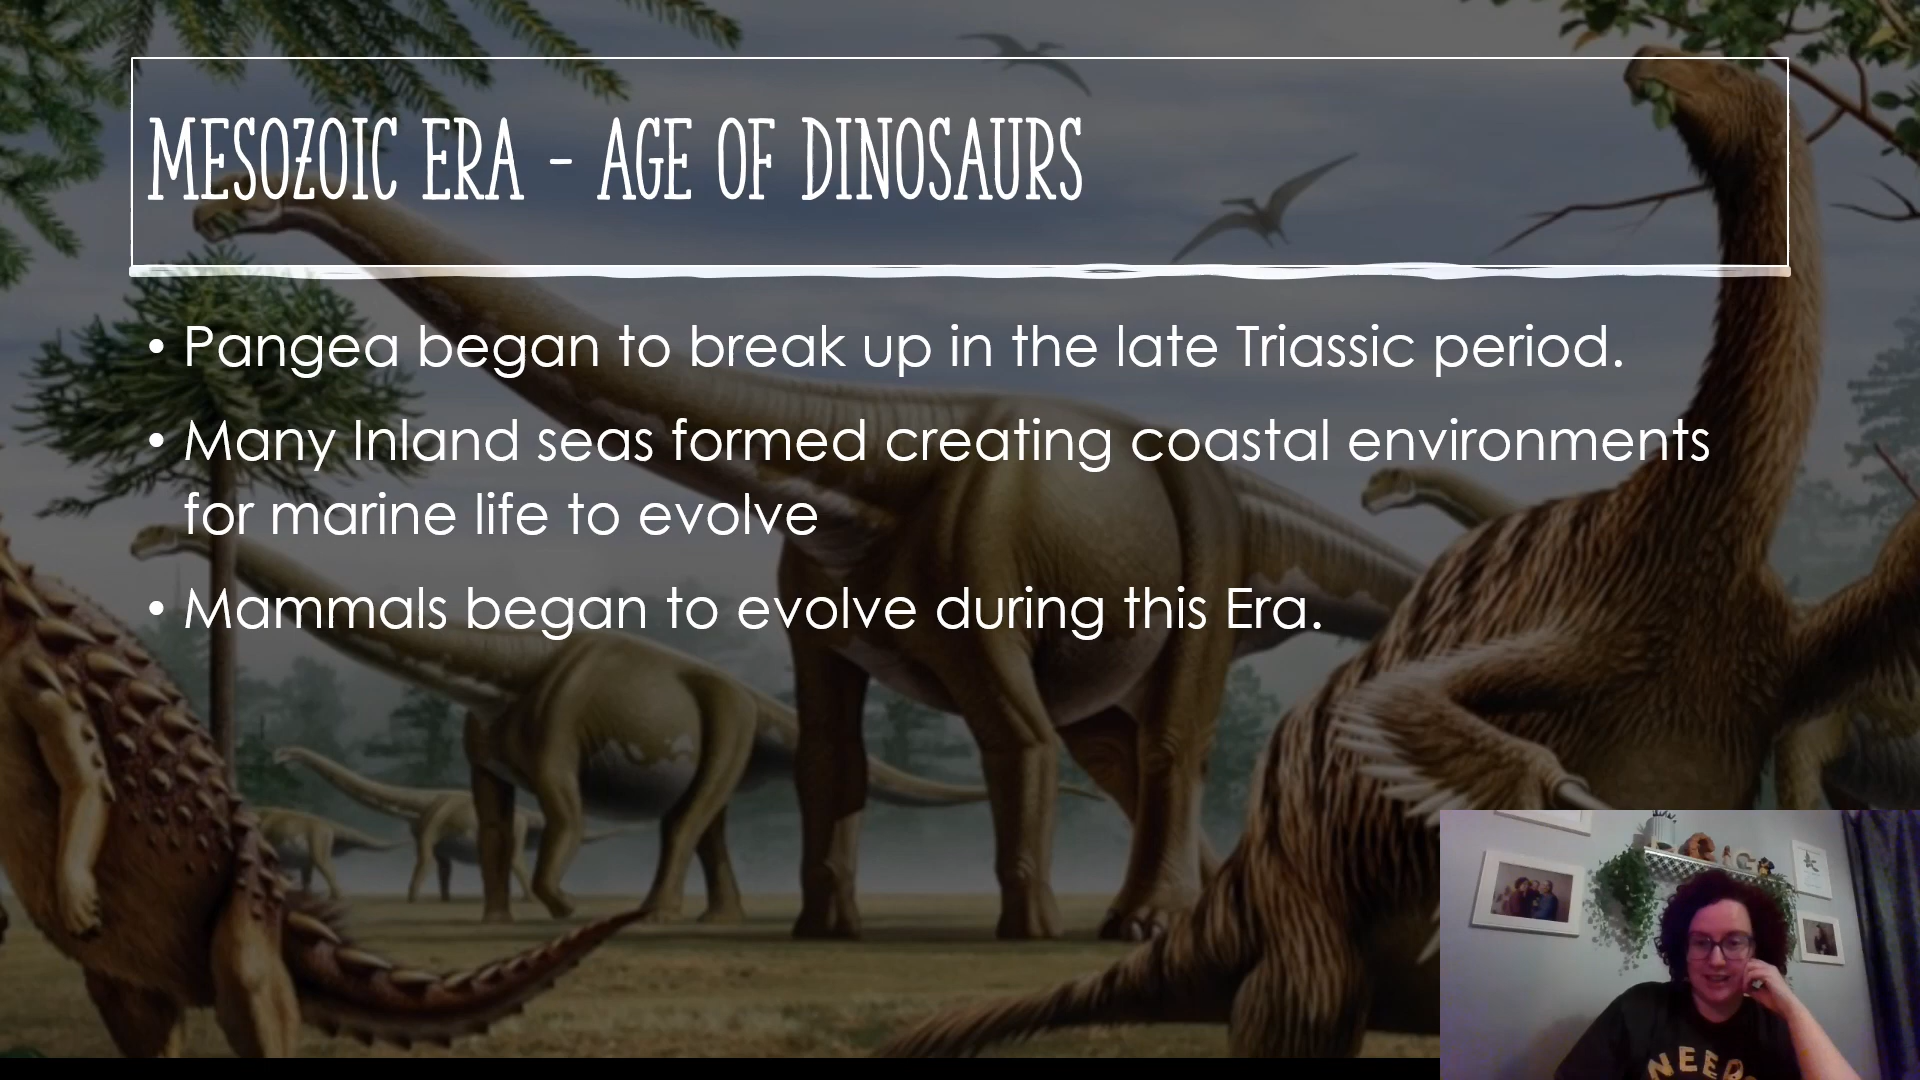 MESOZOIC ERA - AGE OF DINOSAURS
• Pangea began to break up in the late Triassic period.
• Many Inland seas formed creating coastal environments
for marine life to evolve
• Mammals began to evolve during this Era.